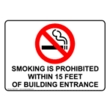 SMOKING IS PROHIBITED
WITHIN 15 FEET
OF BUILDING ENTRANCE